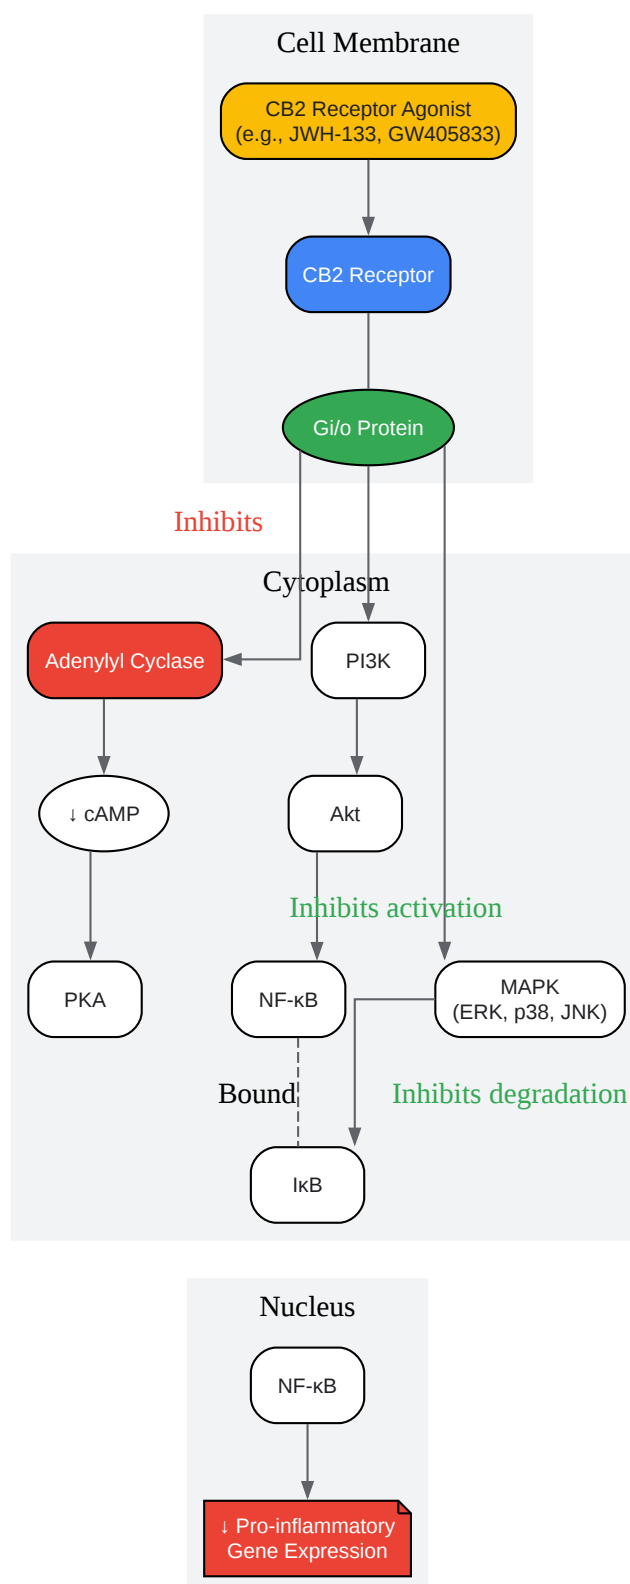 Cell Membrane
CB2 Receptor Agonist
(e.g., JWH-133, GW405833)
CB2 Receptor
Gi/o Protein
Inhibits
Cytoplasm
Adenylyl Cyclase
PI3K
↓ cAMP
Akt
Inhibits activation
PKA
NF-κB
MAPK
(ERK, p38, JNK)
Bound
Inhibits degradation
IκB
Nucleus
NF-κB
↓ Pro-inflammatory
Gene Expression